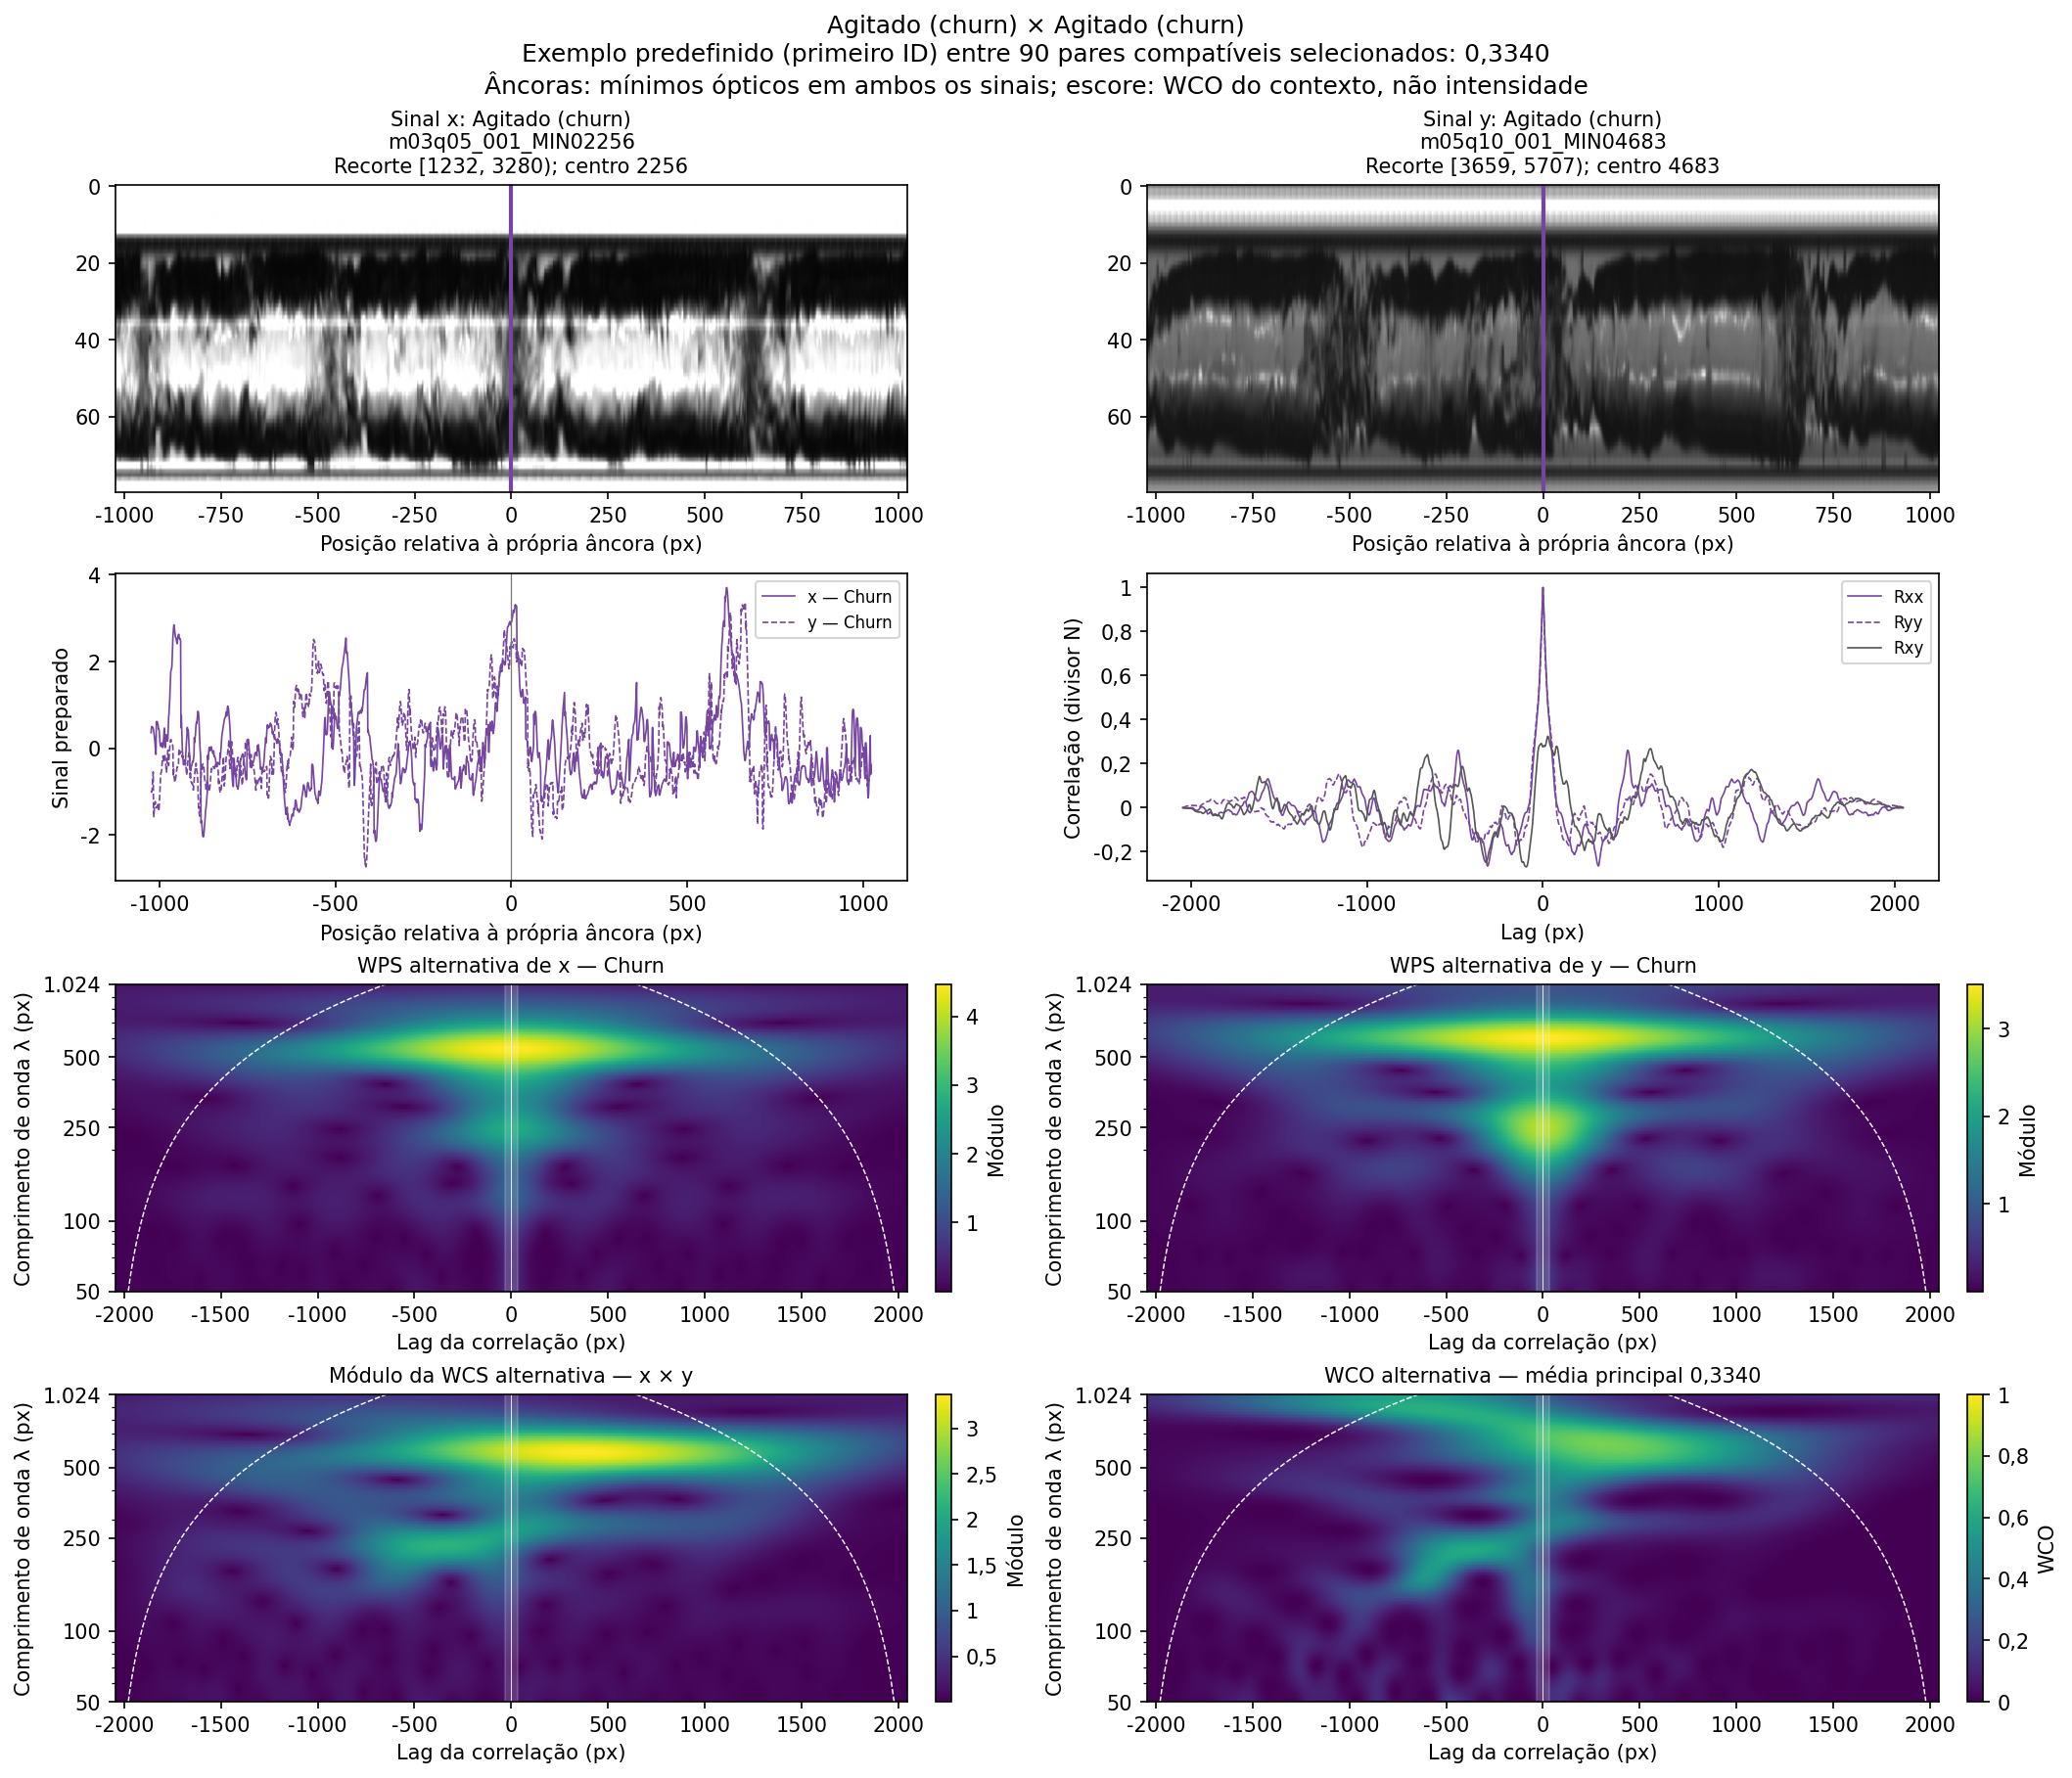 Agitado (churn) × Agitado (churn)
Exemplo predefinido (primeiro ID) entre 90 pares compatíveis selecionados: 0,3340
Âncoras: mínimos ópticos em ambos os sinais; escore: WCO do contexto, não intensidade
Sinal x: Agitado (churn)
m03q05_001_MIN02256
Recorte [1232, 3280); centro 2256
0
20
40
60
-1000 -750 -500 -250 0 250 500 750 1000
Posição relativa à própria âncora (px)
Sinal y: Agitado (churn)
m05q10_001_MIN04683
Recorte [3659, 5707); centro 4683
0
20
40
60
-1000 -750 -500 -250 0 250 500 750 1000
Posição relativa à própria âncora (px)
Sinal preparado
4
2
0
-2
x — Churn
y — Churn
-1000 -500 0 500 1000
Posição relativa à própria âncora (px)
Correlação (divisor N)
1
0,8
0,6
0,4
0,2
0
-0,2
Rxx
Ryy
Rxy
-2000 -1000 0 1000 2000
Lag (px)
WPS alternativa de x — Churn
Comprimento de onda λ (px)
1.024
500
250
100
50
-2000 -1500 -1000 -500 0 500 1000 1500 2000
Lag da correlação (px)
4
3
2
1
Módulo
WPS alternativa de y — Churn
Comprimento de onda λ (px)
1.024
500
250
100
50
-2000 -1500 -1000 -500 0 500 1000 1500 2000
Lag da correlação (px)
3
2
1
Módulo
Módulo da WCS alternativa — x × y
Comprimento de onda λ (px)
1.024
500
250
100
50
-2000 -1500 -1000 -500 0 500 1000 1500 2000
Lag da correlação (px)
3
2,5
2
1,5
1
0,5
Módulo
WCO alternativa — média principal 0,3340
Comprimento de onda λ (px)
1.024
500
250
100
50
-2000 -1500 -1000 -500 0 500 1000 1500 2000
Lag da correlação (px)
1
0,8
0,6
0,4
0,2
0
WCO